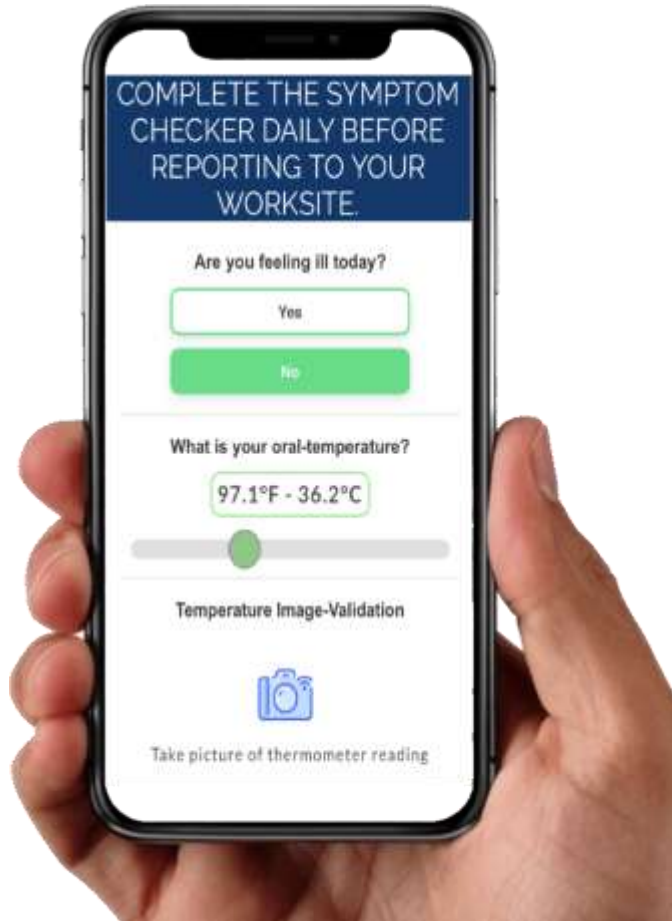 COMPLETE THE SYMPTOM
CHECKER DAILY BEFORE
REPORTING TO YOUR
WORKSITE.
Are you feeling ill today?
Yes
No
What is your oral-temperature?
97.1°F - 36.2°C
Temperature Image-Validation
Take picture of thermometer reading